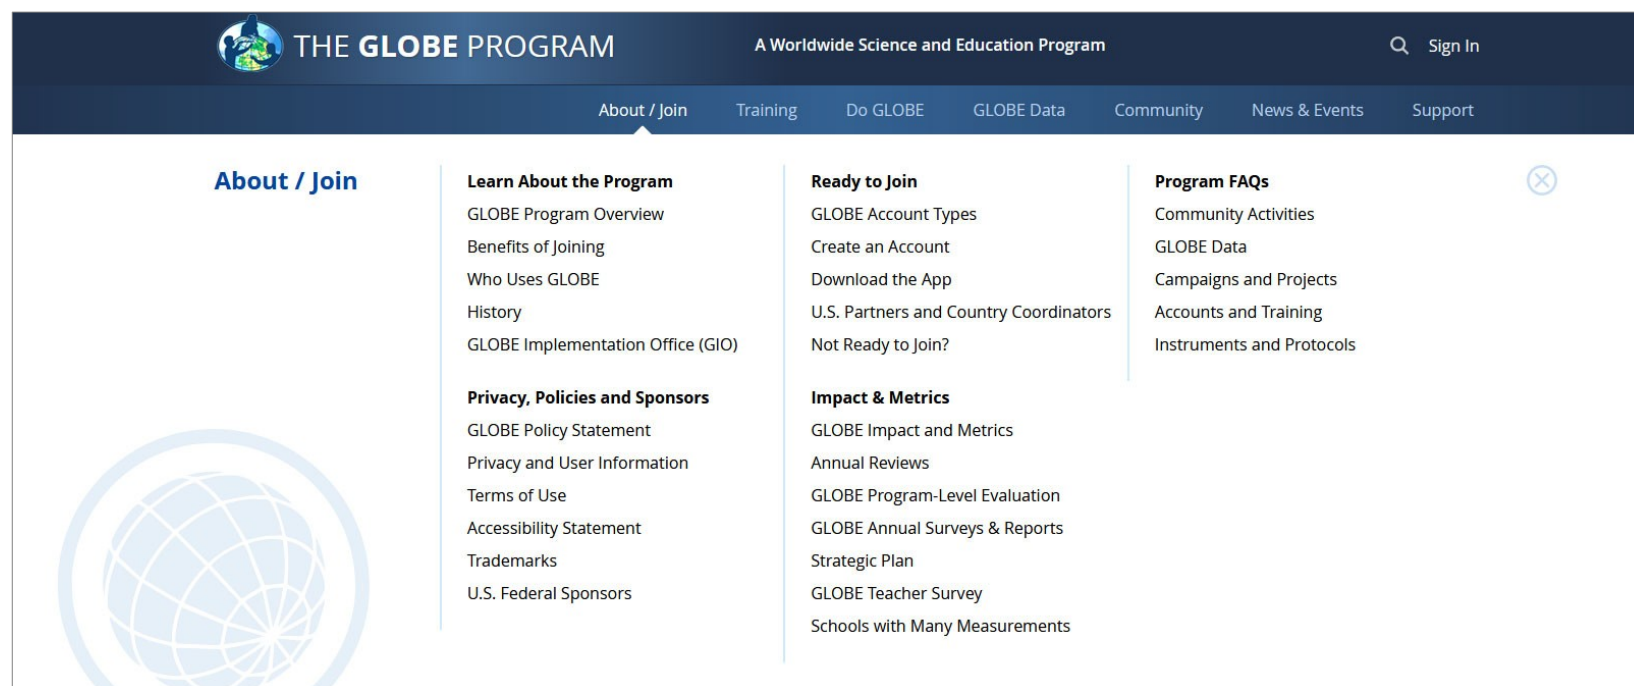 THE GLOBE PROGRAM
A Worldwide Science and Education Program
Sign In
About / Join
Training
Do GLOBE
GLOBE Data
Community
News & Events
Support
About / Join
Learn About the Program
GLOBE Program Overview
Benefits of Joining
Who Uses GLOBE
History
GLOBE Implementation Office (GIO)
Privacy, Policies and Sponsors
GLOBE Policy Statement
Privacy and User Information
Terms of Use
Accessibility Statement
Trademarks
U.S. Federal Sponsors
Ready to Join
GLOBE Account Types
Create an Account
Download the App
U.S. Partners and Country Coordinators
Not Ready to Join?
Impact & Metrics
GLOBE Impact and Metrics
Annual Reviews
GLOBE Program-Level Evaluation
GLOBE Annual Surveys & Reports
Strategic Plan
GLOBE Teacher Survey
Schools with Many Measurements
Program FAQs
Community Activities
GLOBE Data
Campaigns and Projects
Accounts and Training
Instruments and Protocols